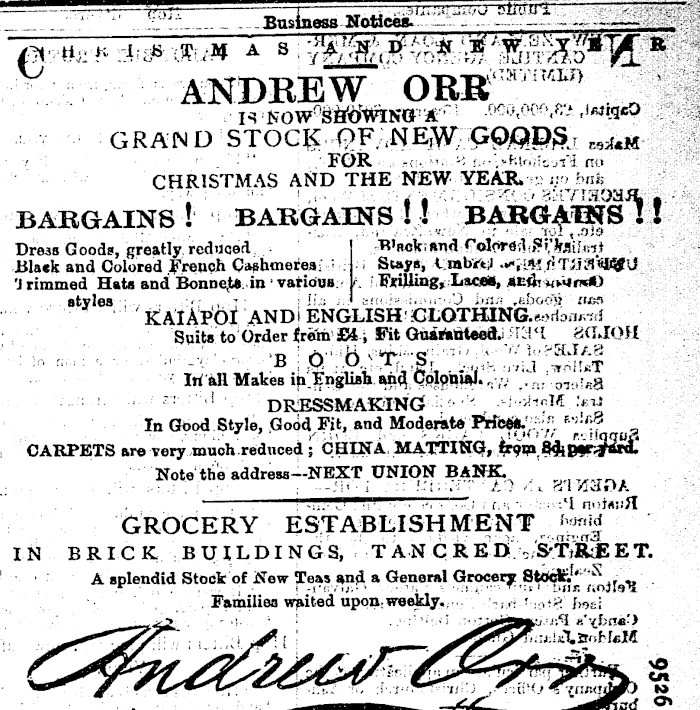 Business Notices.
CHRISTMAS AND NEW YEAR
ANDREW ORR
IS NOW SHOWING A
GRAND STOCK OF NEW GOODS
FOR
CHRISTMAS AND THE NEW YEAR.
BARGAINS! BARGAINS!! BARGAINS!!
Dress Goods, greatly reduced
Black and Colored French Cashmeres
Trimmed Hats and Bonnets in various
styles
Black and Colored Silks
Stays,
Frilling, Laces, and
KAIAPOI AND ENGLISH CLOTHING.
Suits to Order from £4; Fit Guaranteed.
BOOTS.
In all Makes in English and Colonial.
DRESSMAKING
In Good Style, Good Fit, and Moderate Prices.
CARPETS are very much reduced; CHINA MATTING, from 8d per yard.
Note the address—NEXT UNION BANK.
GROCERY ESTABLISHMENT
IN BRICK BUILDINGS, TANCRED STREET.
A splendid Stock of New Teas and a General Grocery Stock.
Families waited upon weekly.
Andrew Orr
9526